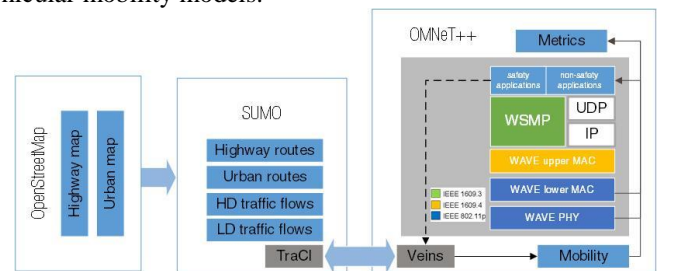 nicular mobility models.
OpenStreetMap
Highway map
Urban map
SUMO
Highway routes
Urban routes
HD traffic flows
LD traffic flows
TraCI
OMNeT++
Metrics
safety
applications
non-safety
applications
WSMP
UDP
IP
WAVE upper MAC
IEEE 1609.3
IEEE 1609.4
IEEE 802.11p
WAVE lower MAC
WAVE PHY
Veins
Mobility